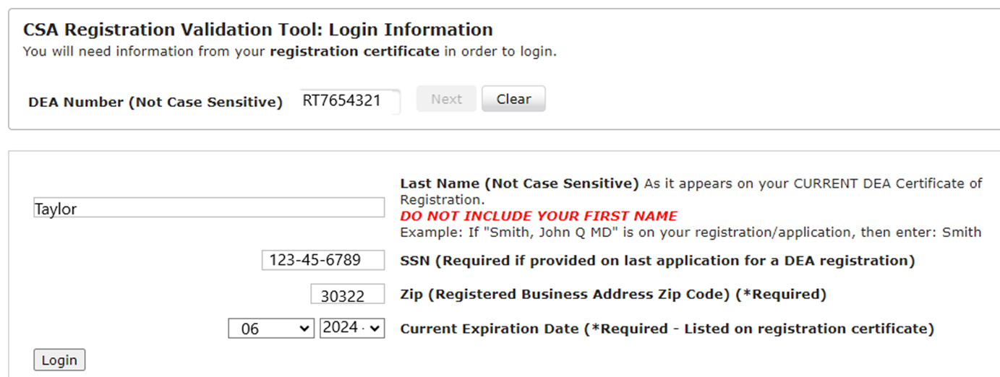 CSA Registration Validation Tool: Login Information
You will need information from your registration certificate in order to login.
DEA Number (Not Case Sensitive) RT7654321 Next Clear
Last Name (Not Case Sensitive) As it appears on your CURRENT DEA Certificate of
Registration.
Taylor
DO NOT INCLUDE YOUR FIRST NAME
Example: If "Smith, John Q MD" is on your registration/application, then enter: Smith
123-45-6789 SSN (Required if provided on last application for a DEA registration)
30322 Zip (Registered Business Address Zip Code) (*Required)
06 2024 - Current Expiration Date (*Required - Listed on registration certificate)
Login